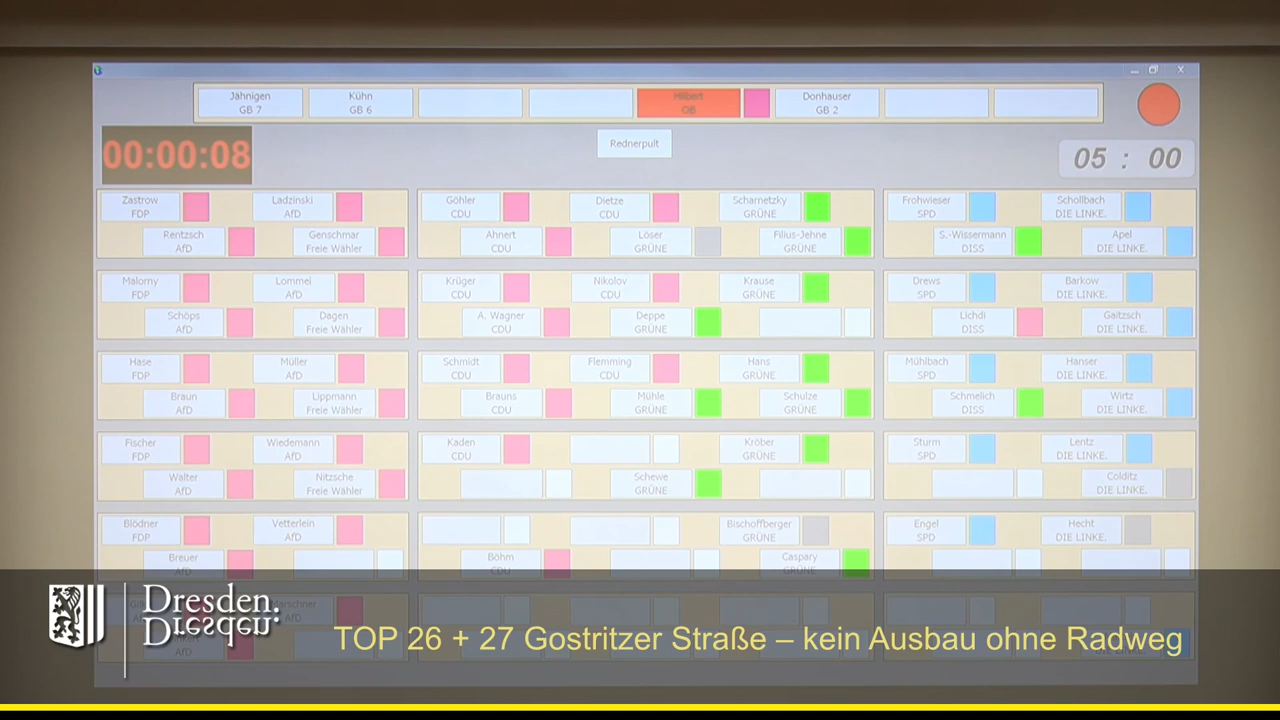 Jähnigen
GB 7
Kühn
GB 6
Hilbert
OB
Donhauser
GB 2
00:00:08
Rednerpult
05 : 00
Zastrow
FDP
Ladzinski
AfD
Rentzsch
AfD
Genschmar
Freie Wähler
Göhler
CDU
Dietze
CDU
Scharnetzky
GRÜNE
Ahnert
CDU
Löser
GRÜNE
Filius-Jehne
GRÜNE
Frohwieser
SPD
Schollbach
DIE LINKE.
S.-Wissermann
DISS
Apel
DIE LINKE.
Malorny
FDP
Lommel
AfD
Schöps
AfD
Dagen
Freie Wähler
Krüger
CDU
Nikolov
CDU
Krause
GRÜNE
A. Wagner
CDU
Deppe
GRÜNE
Drews
SPD
Barkow
DIE LINKE.
Lichdi
DISS
Gaitzsch
DIE LINKE.
Hase
FDP
Müller
AfD
Braun
AfD
Lippmann
Freie Wähler
Schmidt
CDU
Flemming
CDU
Hans
GRÜNE
Brauns
CDU
Mühle
GRÜNE
Schulze
GRÜNE
Mühlbach
SPD
Hanser
DIE LINKE.
Schmelich
DISS
Wirtz
DIE LINKE.
Fischer
FDP
Wiedemann
AfD
Walter
AfD
Nitzsche
Freie Wähler
Kaden
CDU
Kröber
GRÜNE
Schewe
GRÜNE
Sturm
SPD
Lentz
DIE LINKE.
Colditz
DIE LINKE.
Blödner
FDP
Vetterlein
AfD
Breuer
AfD
Bischoffberger
GRÜNE
Böhm
CDU
Caspary
GRÜNE
Engel
SPD
Hecht
DIE LINKE.
AfD
Dresden.
Dresden.
TOP 26 + 27 Gostritzer Straße – kein Ausbau ohne Radweg